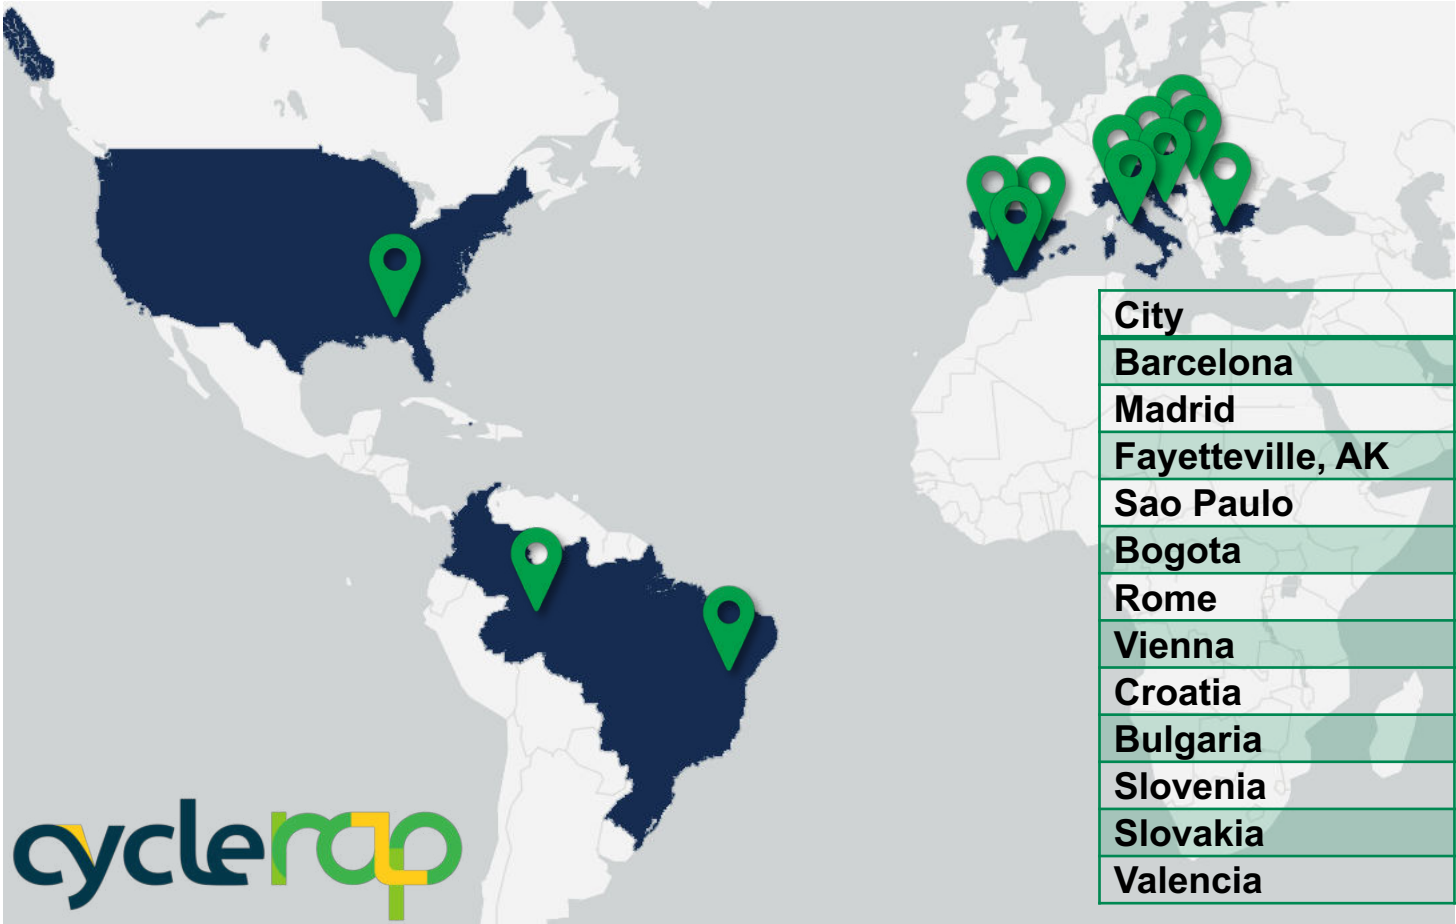 City
Barcelona
Madrid
Fayetteville, AK
Sao Paulo
Bogota
Rome
Vienna
Croatia
Bulgaria
Slovenia
Slovakia
Valencia
cyclerap